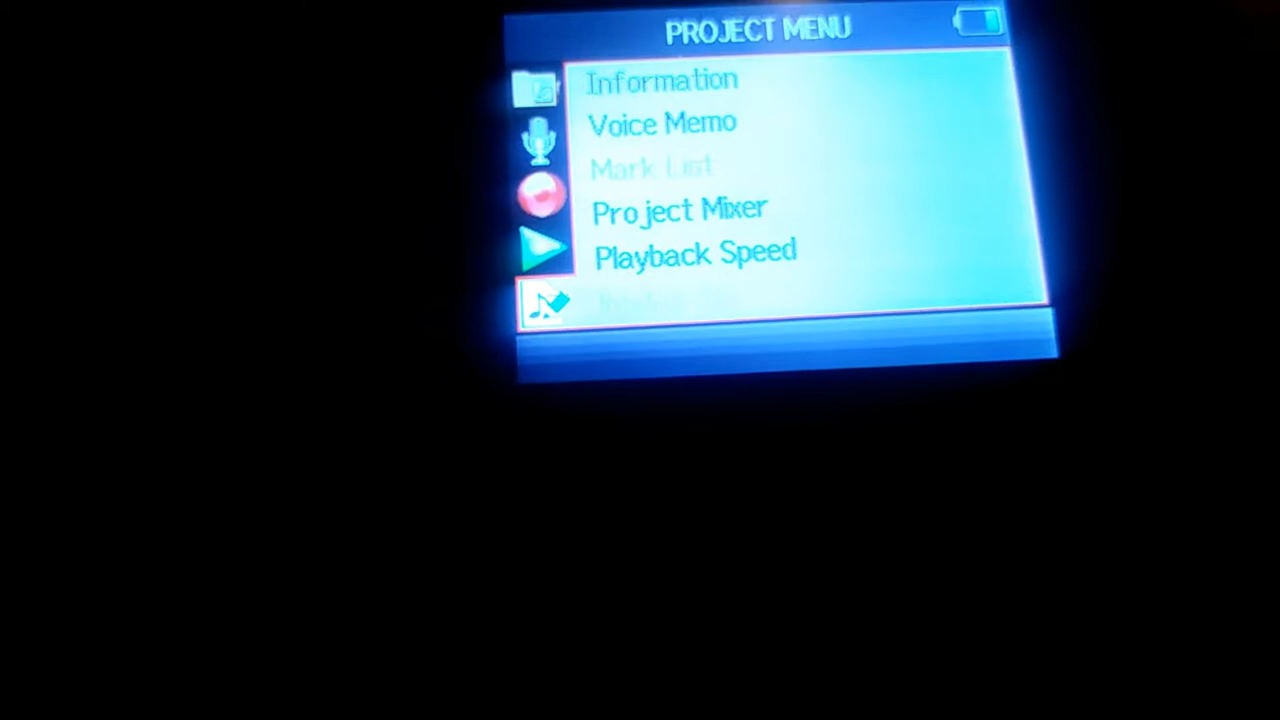 PROJECT MENU
Information
Voice Memo
Mark List
Project Mixer
Playback Speed